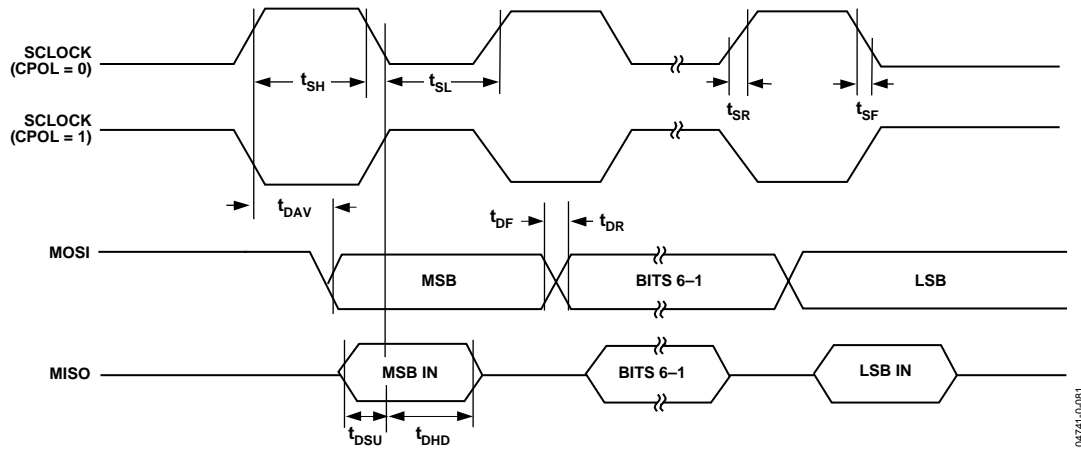 SCLOCK
(CPOL = 0)
tSH
tSL
tSR
tSF
SCLOCK
(CPOL = 1)
tDAV
tDF
tDR
MOSI
MSB
BITS 6–1
LSB
MISO
MSB IN
BITS 6–1
LSB IN
tDSU
tDHD
04741-0-081